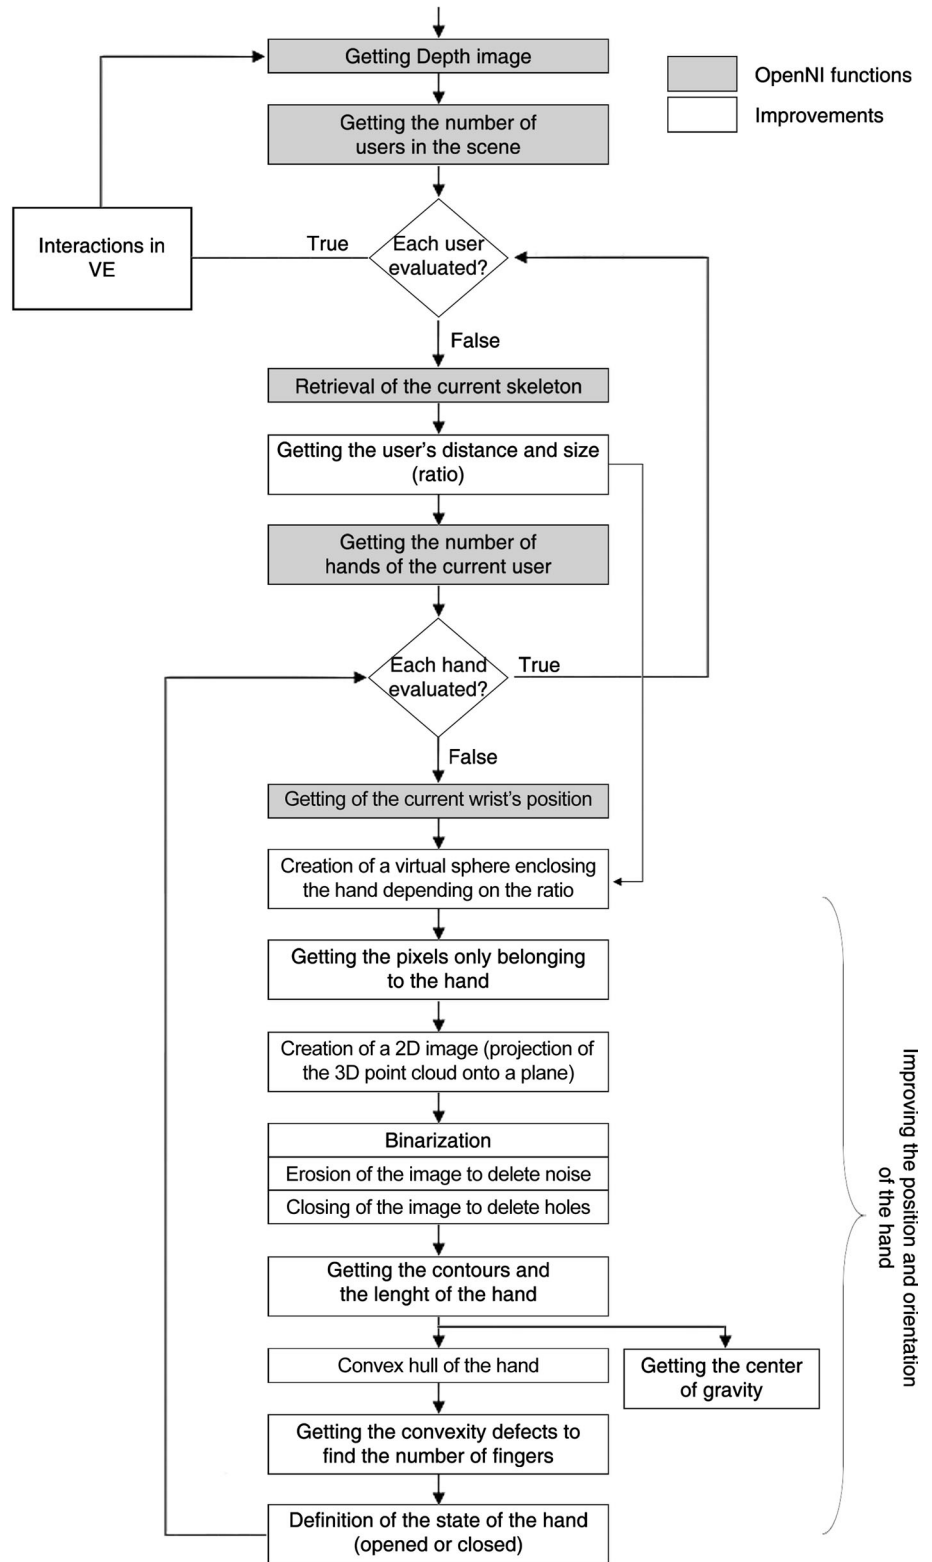 Getting Depth image
OpenNI functions
Improvements
Getting the number of
users in the scene
Interactions in
VE
True
Each user
evaluated?
False
Retrieval of the current skeleton
Getting the user's distance and size
(ratio)
Getting the number of
hands of the current user
Each hand
evaluated?
True
False
Getting of the current wrist's position
Creation of a virtual sphere enclosing
the hand depending on the ratio
Getting the pixels only belonging
to the hand
Creation of a 2D image (projection of
the 3D point cloud onto a plane)
Binarization
Erosion of the image to delete noise
Closing of the image to delete holes
Getting the contours and
the lenght of the hand
Convex hull of the hand
Getting the center
of gravity
Getting the convexity defects to
find the number of fingers
Definition of the state of the hand
(opened or closed)
Improving the position and orientation
of the hand